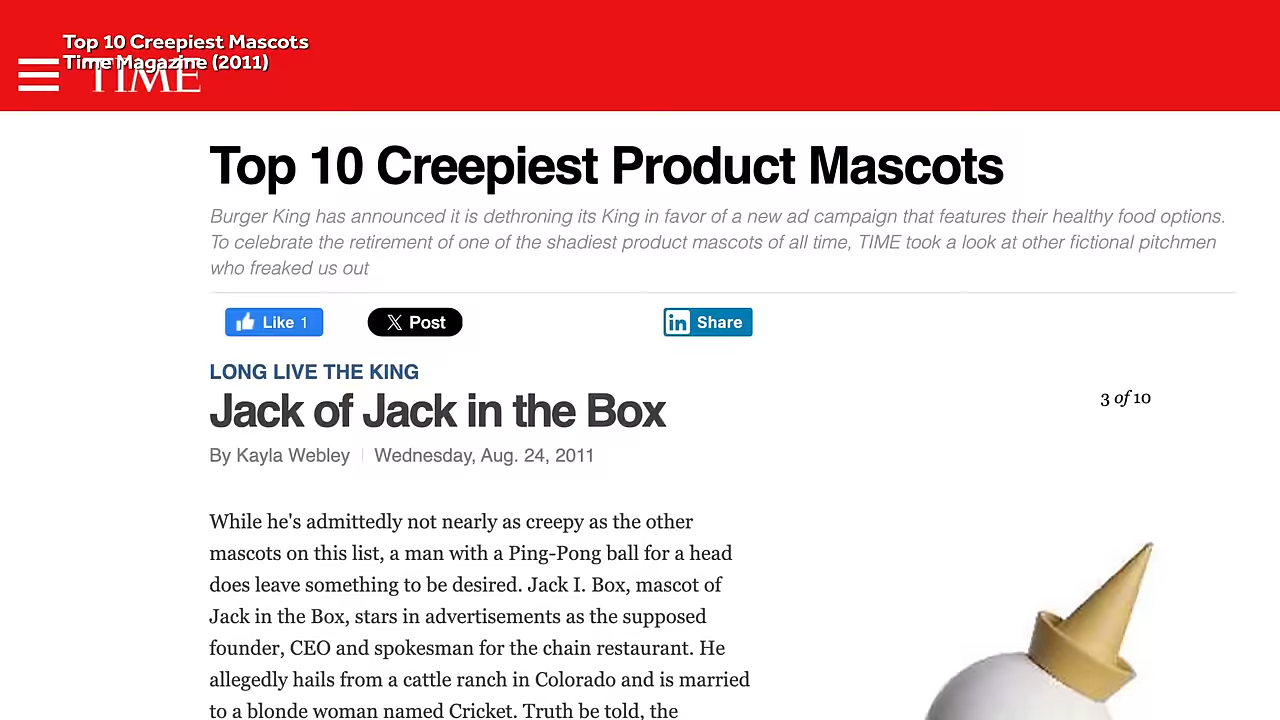 Top 10 Creepiest Mascots
Time Magazine (2011)
TIME
Top 10 Creepiest Product Mascots
Burger King has announced it is dethroning its King in favor of a new ad campaign that features their healthy food options.
To celebrate the retirement of one of the shadiest product mascots of all time, TIME took a look at other fictional pitchmen
who freaked us out
Like 1
X Post
in Share
LONG LIVE THE KING
Jack of Jack in the Box
3 of 10
By Kayla Webley | Wednesday, Aug. 24, 2011
While he's admittedly not nearly as creepy as the other
mascots on this list, a man with a Ping-Pong ball for a head
does leave something to be desired. Jack I. Box, mascot of
Jack in the Box, stars in advertisements as the supposed
founder, CEO and spokesman for the chain restaurant. He
allegedly hails from a cattle ranch in Colorado and is married
to a blonde woman named Cricket. Truth be told, the